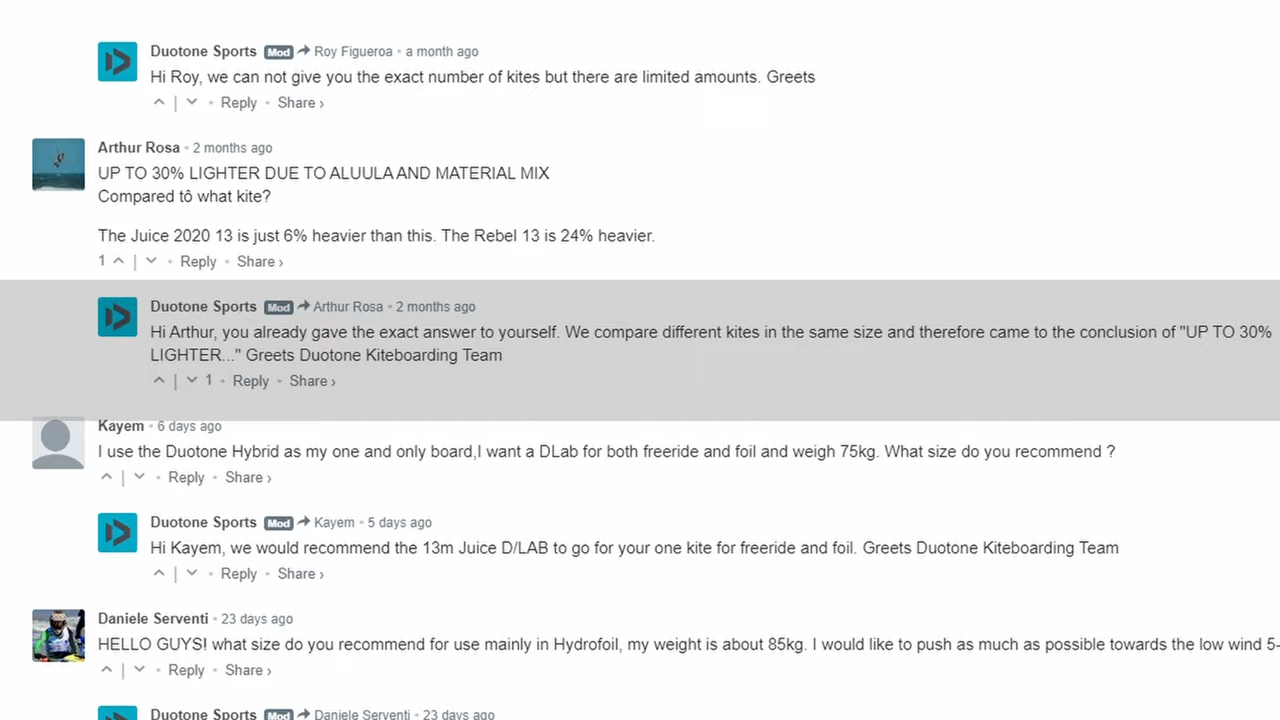 Duotone Sports Mod Roy Figueroa • a month ago
Hi Roy, we can not give you the exact number of kites but there are limited amounts. Greets
| • Reply • Share ›
Arthur Rosa • 2 months ago
UP TO 30% LIGHTER DUE TO ALUULA AND MATERIAL MIX
Compared tô what kite?
The Juice 2020 13 is just 6% heavier than this. The Rebel 13 is 24% heavier.
1 | • Reply • Share ›
Duotone Sports Mod Arthur Rosa • 2 months ago
Hi Arthur, you already gave the exact answer to yourself. We compare different kites in the same size and therefore came to the conclusion of "UP TO 30%
LIGHTER..." Greets Duotone Kiteboarding Team
| 1 • Reply • Share ›
Kayem • 6 days ago
I use the Duotone Hybrid as my one and only board,I want a DLab for both freeride and foil and weigh 75kg. What size do you recommend ?
| • Reply • Share ›
Duotone Sports Mod Kayem • 5 days ago
Hi Kayem, we would recommend the 13m Juice D/LAB to go for your one kite for freeride and foil. Greets Duotone Kiteboarding Team
| • Reply • Share ›
Daniele Serventi • 23 days ago
HELLO GUYS! what size do you recommend for use mainly in Hydrofoil, my weight is about 85kg. I would like to push as much as possible towards the low wind 5-
| • Reply • Share ›
Duotone Sports Mod Daniele Serventi • 23 days ago